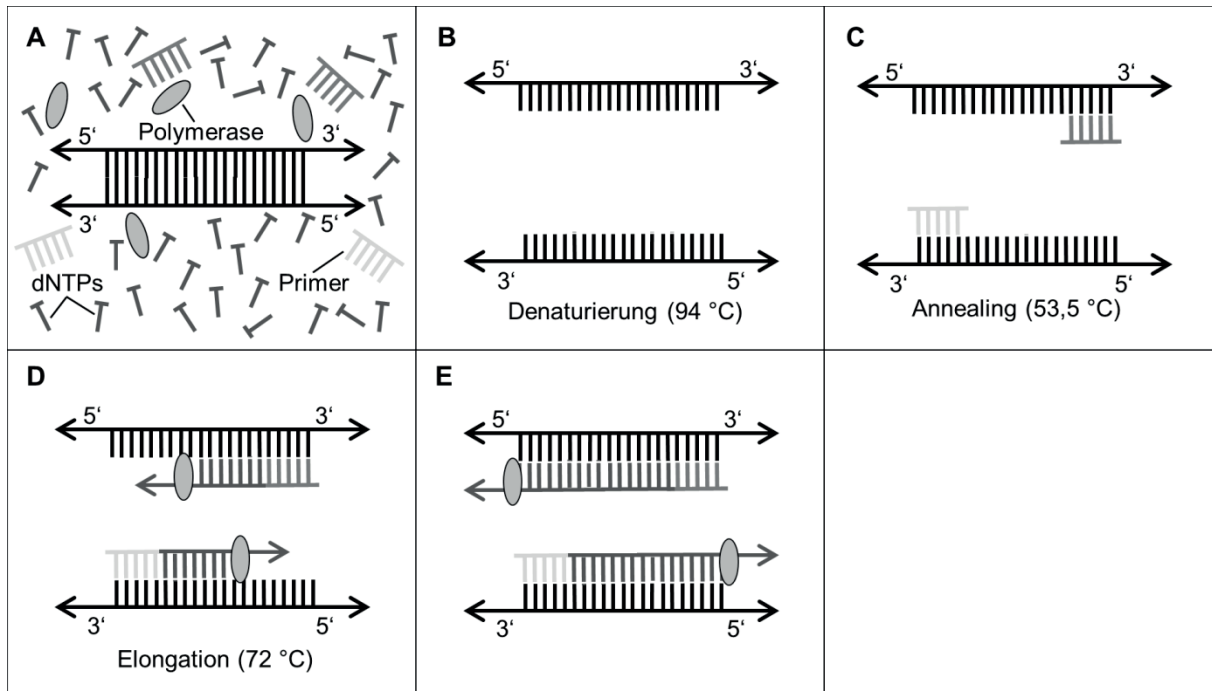 A
5‘ Polymerase 3‘
3‘ 5‘
dNTPs Primer
B
5‘ 3‘
3‘ 5‘
Denaturierung (94 °C)
C
5‘ 3‘
3‘ 5‘
Annealing (53,5 °C)
D
5‘ 3‘
3‘ 5‘
Elongation (72 °C)
E
5‘ 3‘
3‘ 5‘